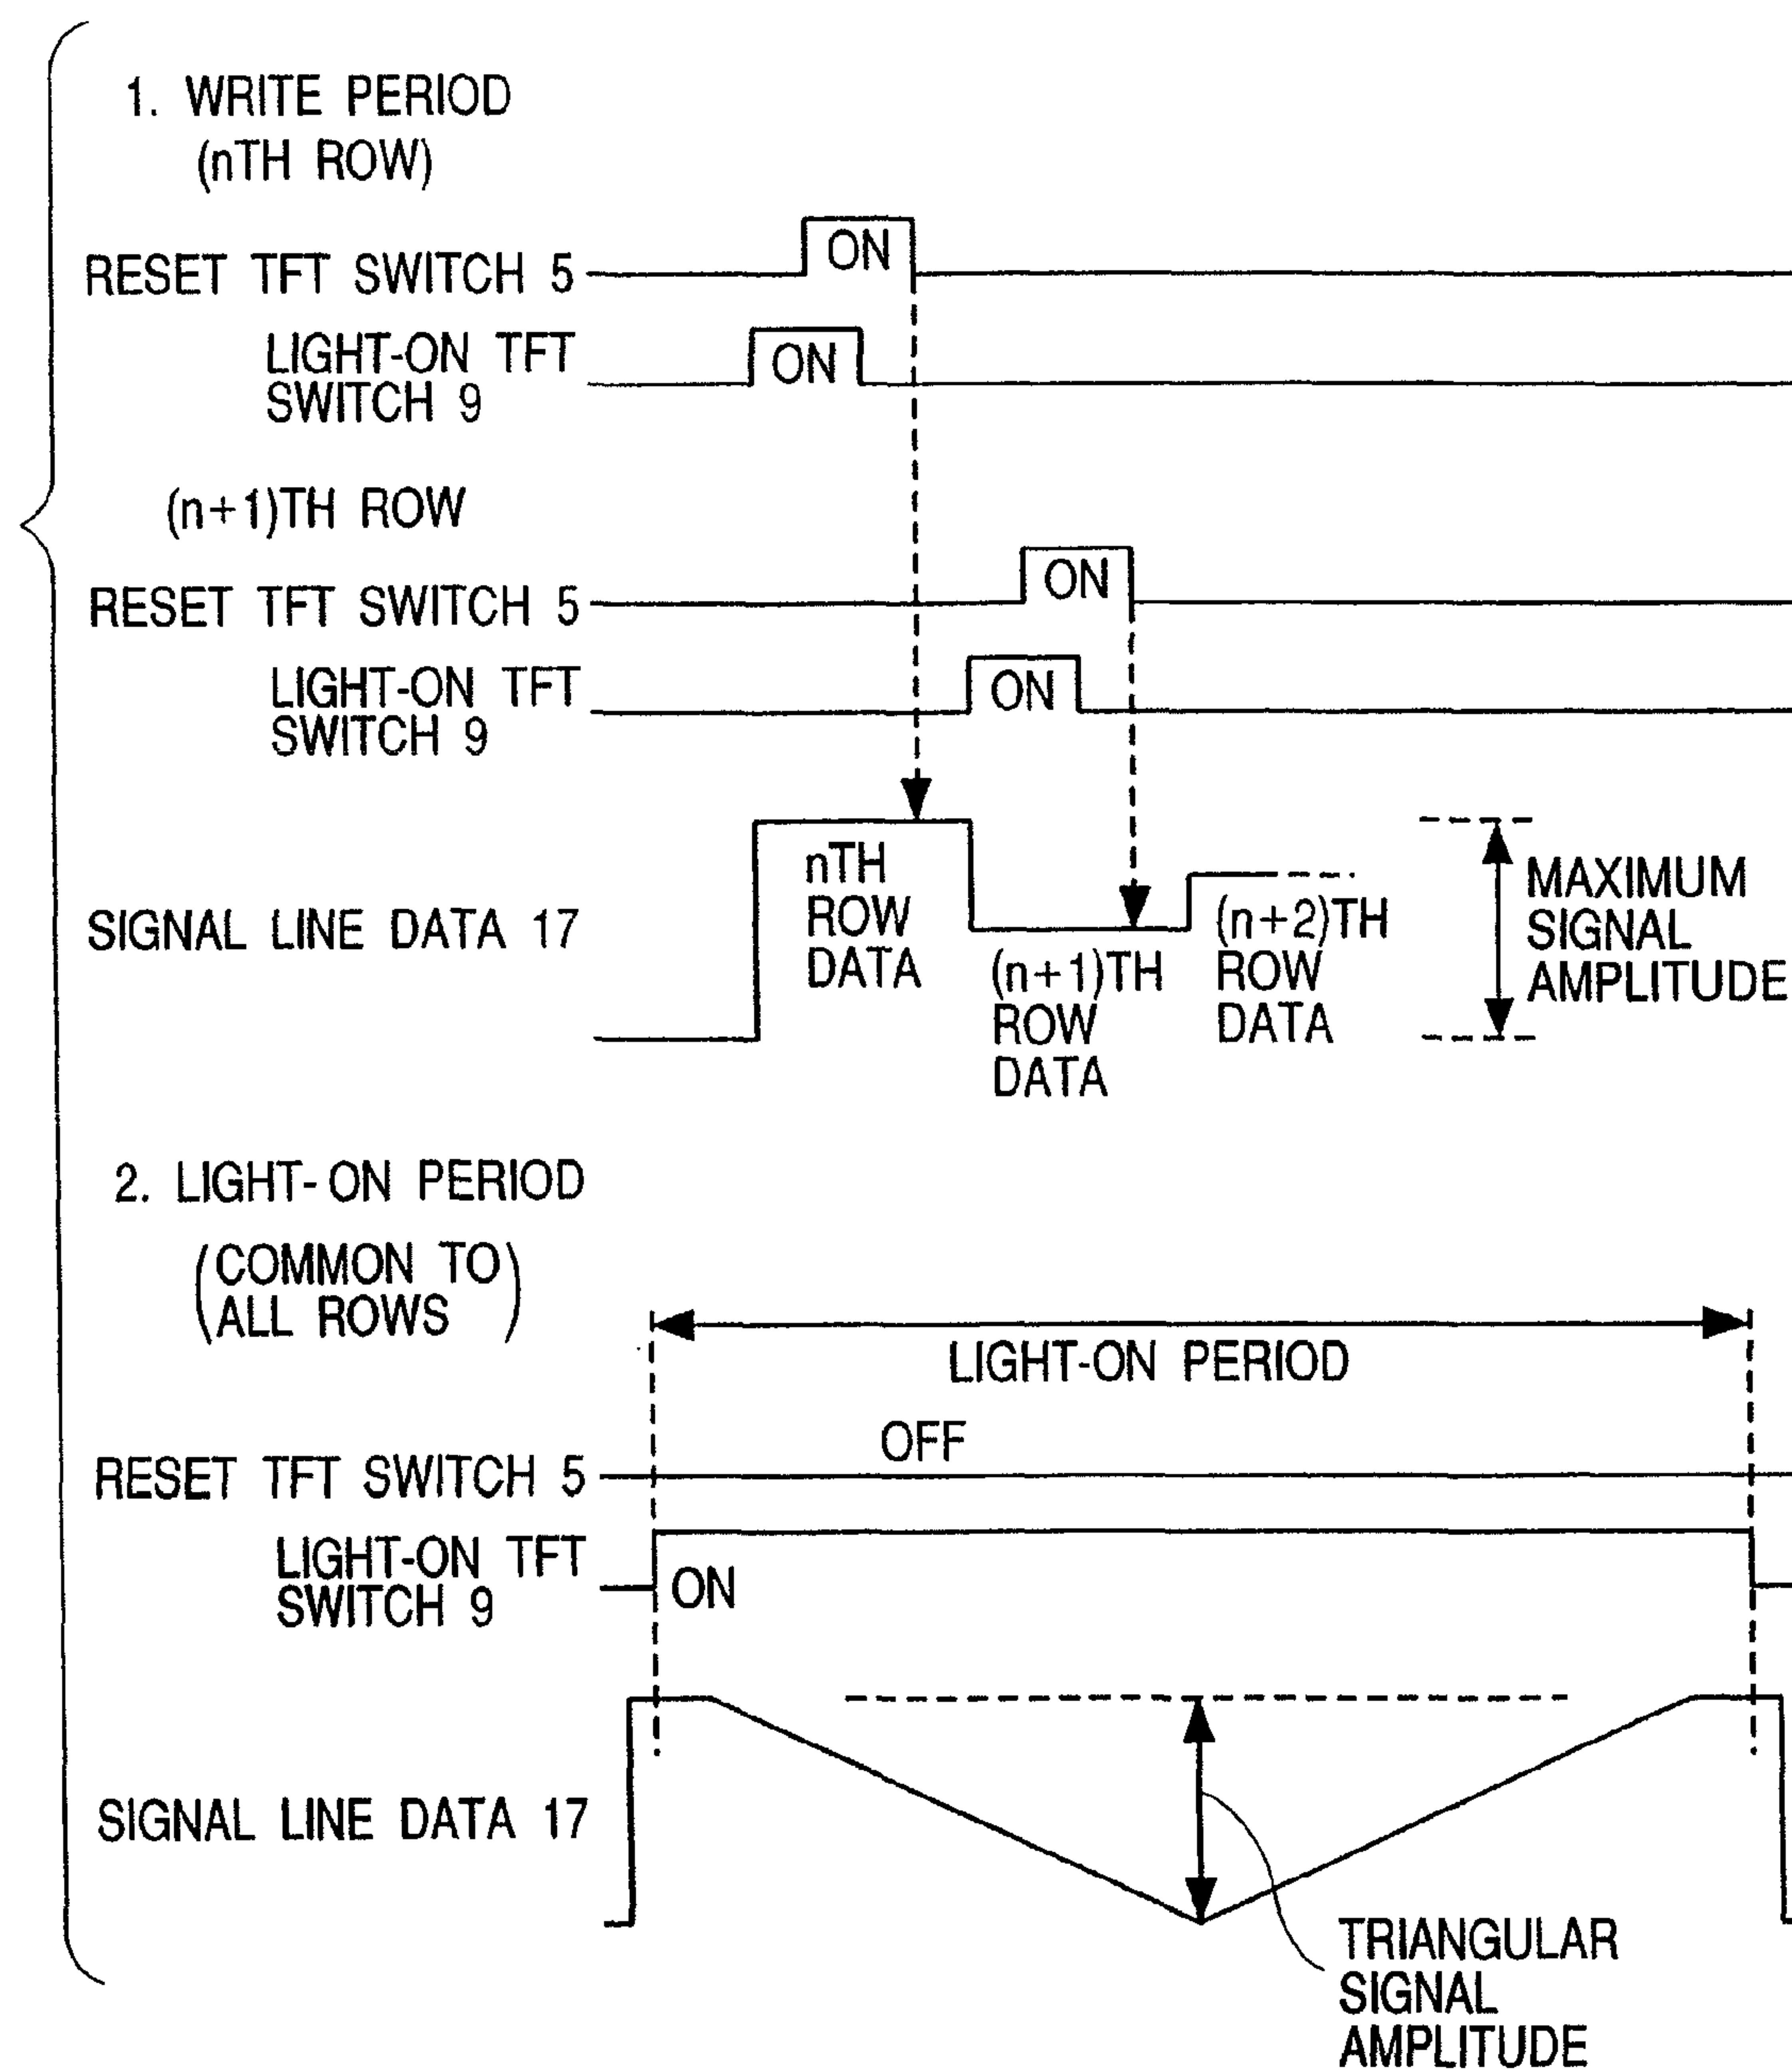 1. WRITE PERIOD
(nTH ROW)
RESET TFT SWITCH 5
ON
LIGHT-ON TFT
SWITCH 9
ON
(n+1)TH ROW
RESET TFT SWITCH 5
ON
LIGHT-ON TFT
SWITCH 9
ON
SIGNAL LINE DATA 17
nTH
ROW
DATA
(n+1)TH
ROW
DATA
(n+2)TH
ROW
DATA
MAXIMUM
SIGNAL
AMPLITUDE
2. LIGHT-ON PERIOD
(COMMON TO
ALL ROWS)
LIGHT-ON PERIOD
RESET TFT SWITCH 5
OFF
LIGHT-ON TFT
SWITCH 9
ON
SIGNAL LINE DATA 17
TRIANGULAR
SIGNAL
AMPLITUDE